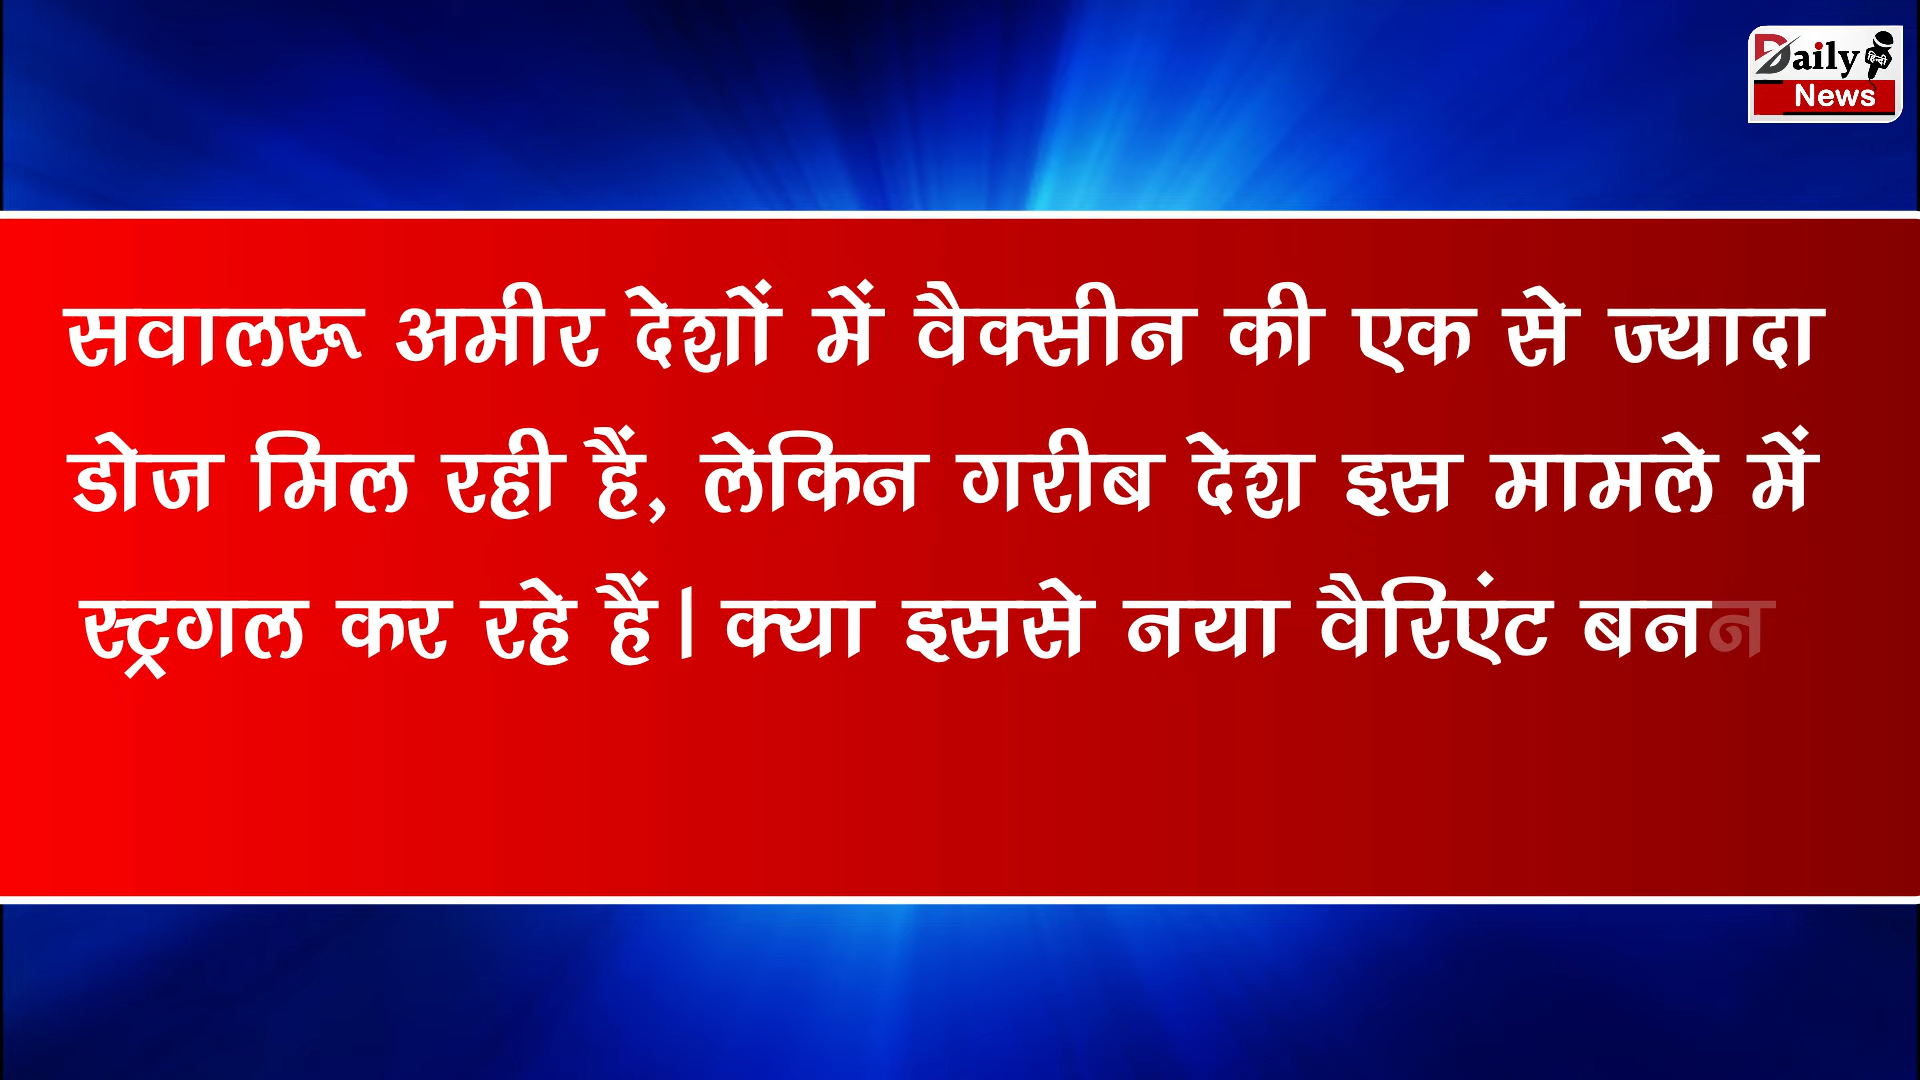 Daily
हिन्दी
News
सवालरू अमीर देशों में वैक्सीन की एक से ज्यादा
डोज मिल रही हैं, लेकिन गरीब देश इस मामले में
स्ट्रगल कर रहे हैं। क्या इससे नया वैरिएंट बनन